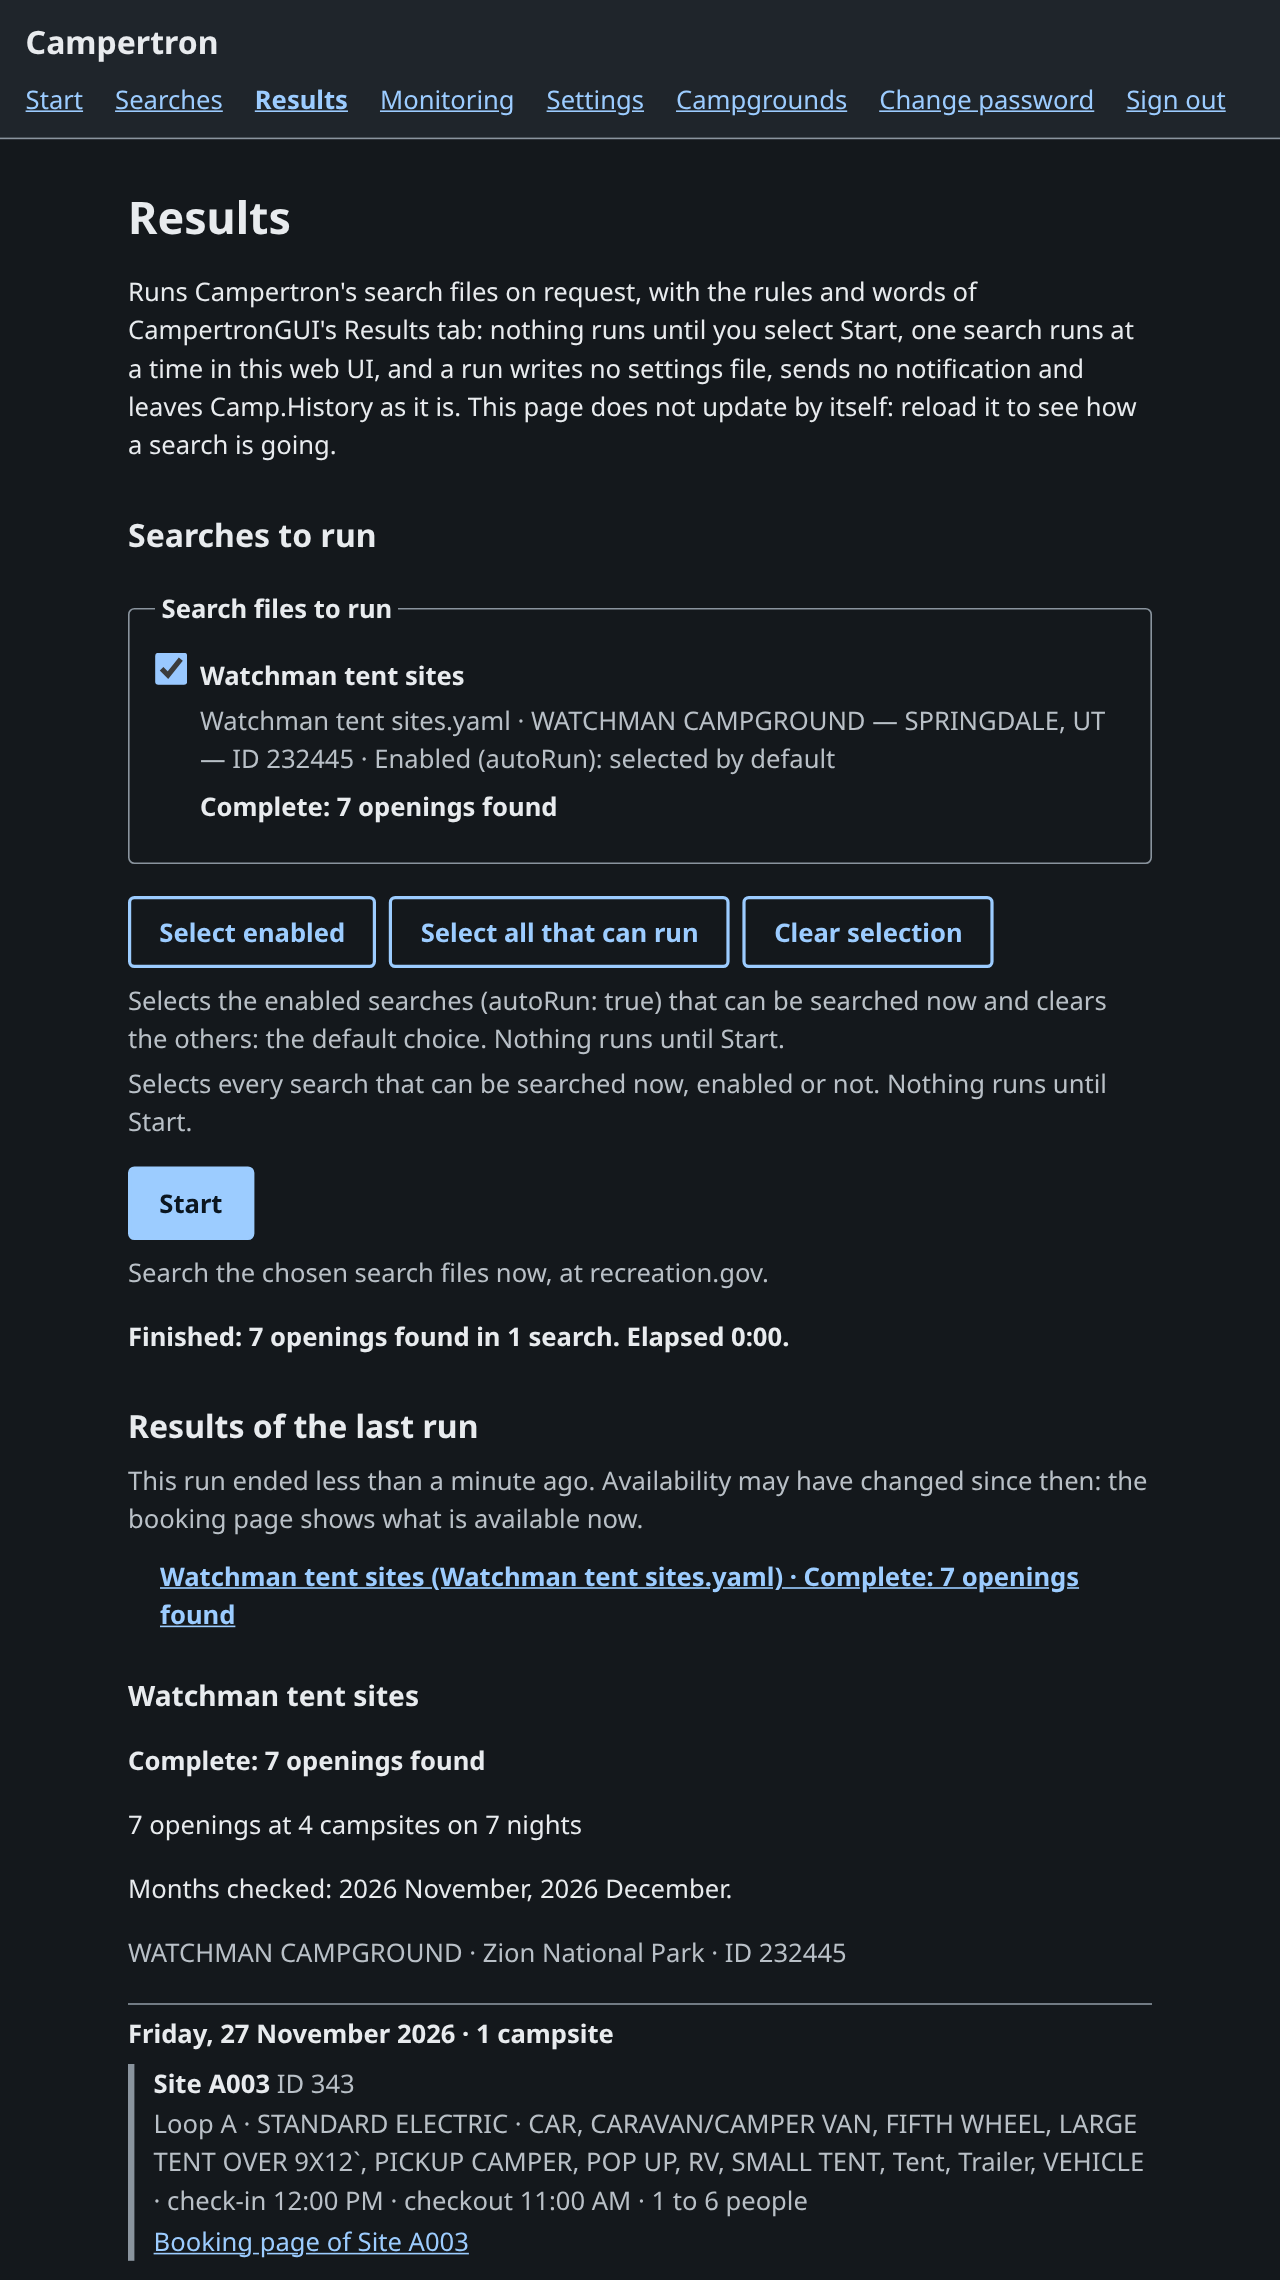 Campertron
Start Searches Results Monitoring Settings Campgrounds Change password Sign out
Results
Runs Campertron's search files on request, with the rules and words of
CampertronGUI's Results tab: nothing runs until you select Start, one search runs at
a time in this web UI, and a run writes no settings file, sends no notification and
leaves Camp.History as it is. This page does not update by itself: reload it to see how
a search is going.
Searches to run
Search files to run
Watchman tent sites
Watchman tent sites.yaml · WATCHMAN CAMPGROUND — SPRINGDALE, UT
— ID 232445 · Enabled (autoRun): selected by default
Complete: 7 openings found
Select enabled Select all that can run Clear selection
Selects the enabled searches (autoRun: true) that can be searched now and clears
the others: the default choice. Nothing runs until Start.
Selects every search that can be searched now, enabled or not. Nothing runs until
Start.
Start
Search the chosen search files now, at recreation.gov.
Finished: 7 openings found in 1 search. Elapsed 0:00.
Results of the last run
This run ended less than a minute ago. Availability may have changed since then: the
booking page shows what is available now.
Watchman tent sites (Watchman tent sites.yaml) · Complete: 7 openings
found
Watchman tent sites
Complete: 7 openings found
7 openings at 4 campsites on 7 nights
Months checked: 2026 November, 2026 December.
WATCHMAN CAMPGROUND · Zion National Park · ID 232445
Friday, 27 November 2026 · 1 campsite
Site A003 ID 343
Loop A · STANDARD ELECTRIC · CAR, CARAVAN/CAMPER VAN, FIFTH WHEEL, LARGE
TENT OVER 9X12`, PICKUP CAMPER, POP UP, RV, SMALL TENT, Tent, Trailer, VEHICLE
· check-in 12:00 PM · checkout 11:00 AM · 1 to 6 people
Booking page of Site A003